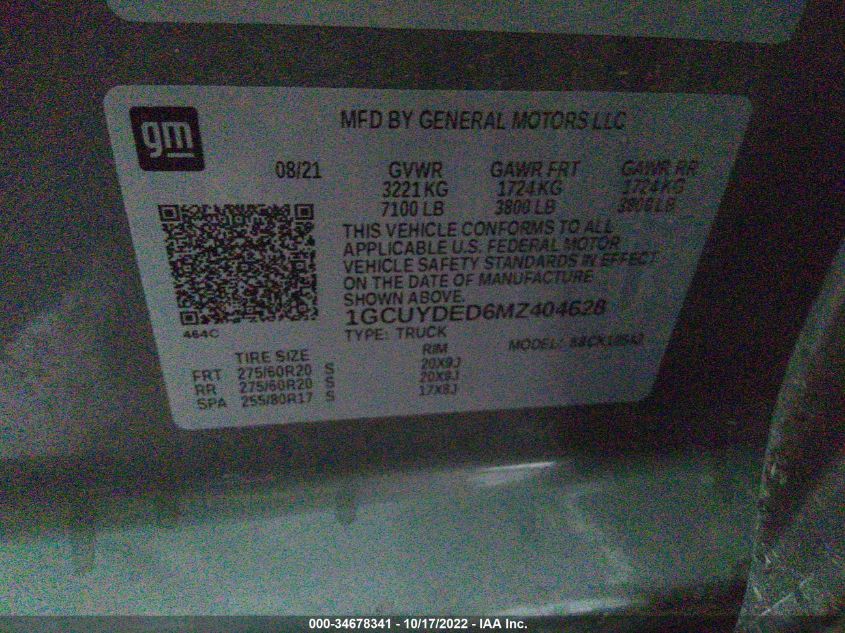 gm
MFD BY GENERAL MOTORS LLC
08/21 GVWR GAWR FRT GAWR RR
3221 KG 1724 KG 1724 KG
7100 LB 3800 LB 3800 LB
THIS VEHICLE CONFORMS TO ALL
APPLICABLE U.S. FEDERAL MOTOR
VEHICLE SAFETY STANDARDS IN EFFECT
ON THE DATE OF MANUFACTURE
SHOWN ABOVE.
1GCUYDED6MZ404628
464C
TYPE: TRUCK
MODEL:
TIRE SIZE RIM
FRT 275/60R20 S 20X9J
RR 275/60R20 S 20X9J
SPA 255/80R17 S 17X8J
000-34678341 - 10/17/2022 - IAA Inc.